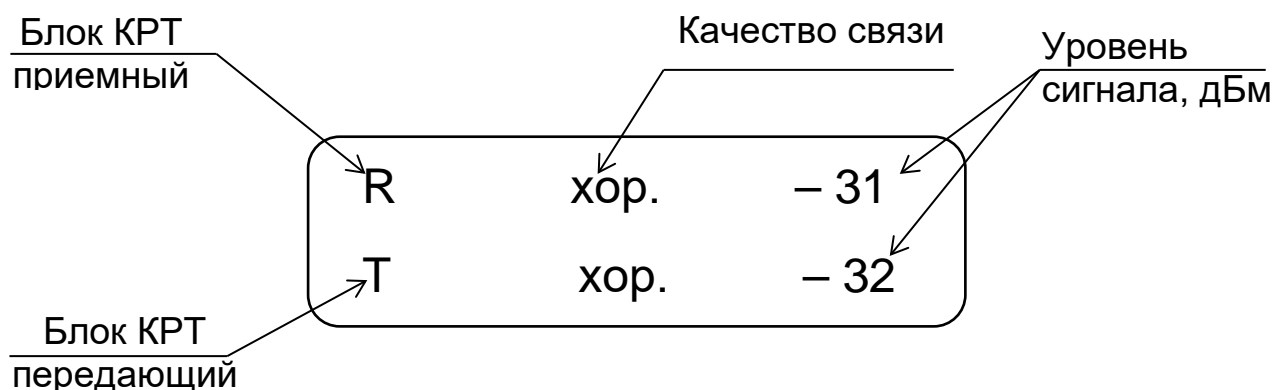 Блок КРТ
приемный
Качество связи
Уровень
сигнала, дБм
R хор. – 31
T хор. – 32
Блок КРТ
передающий